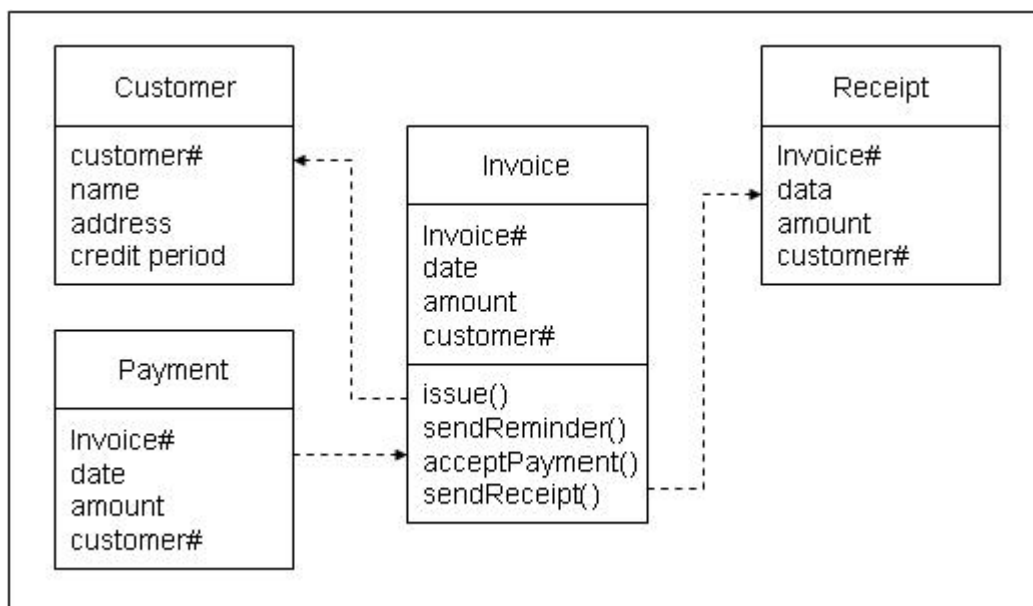 Customer
customer#
name
address
credit period
Payment
Invoice#
date
amount
customer#
Invoice
Invoice#
date
amount
customer#
issue()
sendReminder()
acceptPayment()
sendReceipt()
Receipt
Invoice#
data
amount
customer#